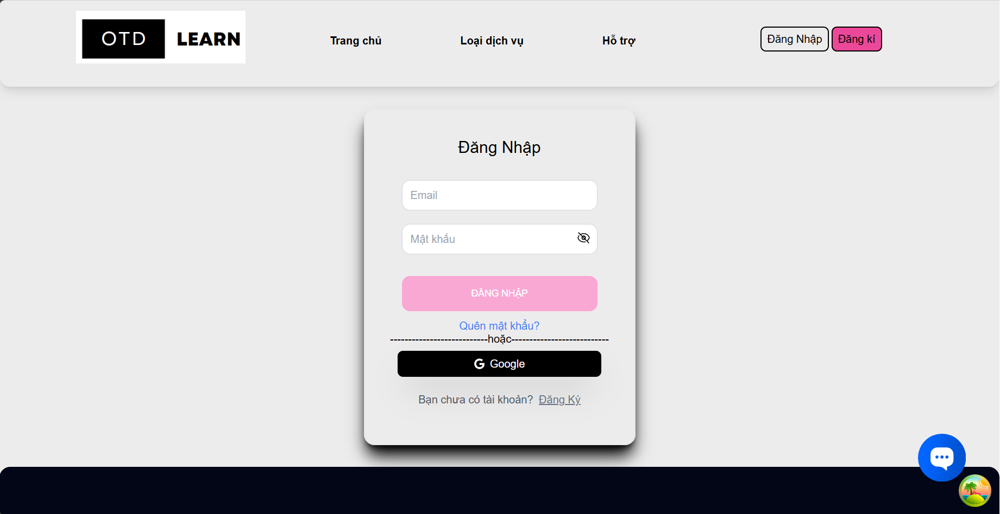 OTD LEARN
Trang chủ
Loại dịch vụ
Hỗ trợ
Đăng Nhập
Đăng kí
Đăng Nhập
Email
Mật khẩu
ĐĂNG NHẬP
Quên mật khẩu?
---------------------------hoặc---------------------------
Google
Bạn chưa có tài khoản? Đăng Ký